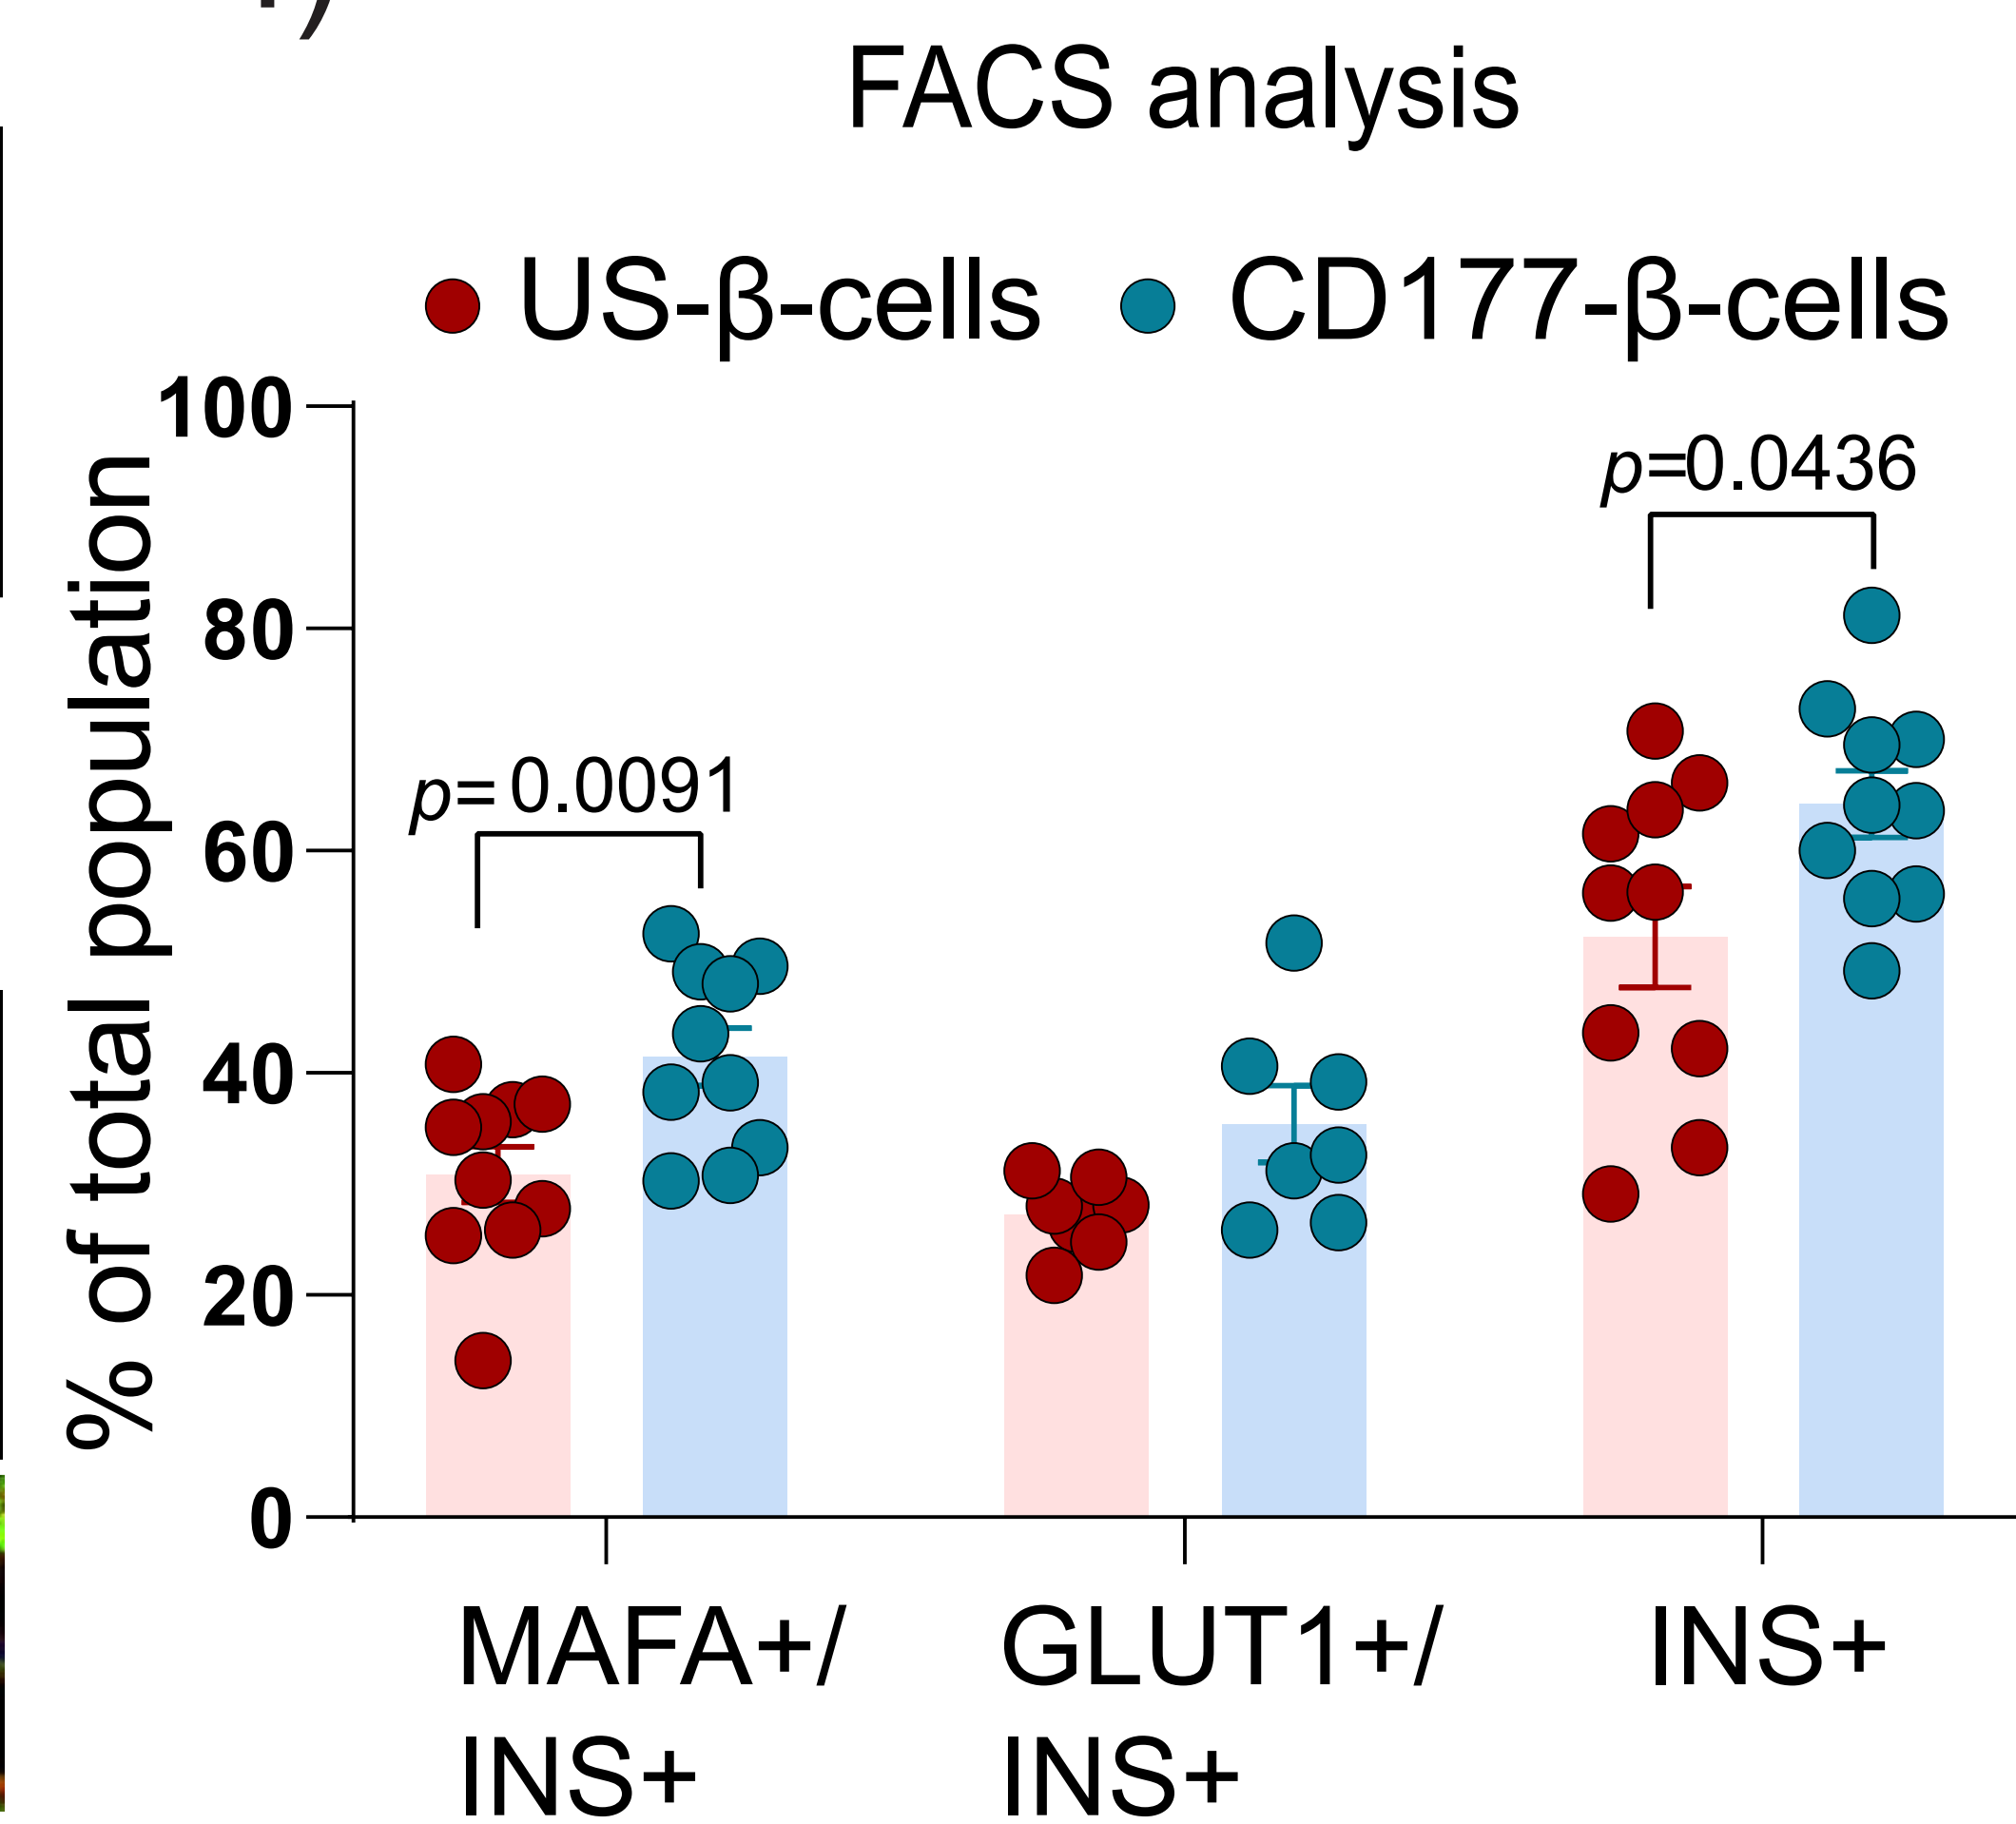 FACS analysis
US-β-cells CD177-β-cells
% of total population
100
80
60
40
20
0
p= 0.0091
p=0.0436
MAFA+/
INS+
GLUT1+/
INS+
INS+